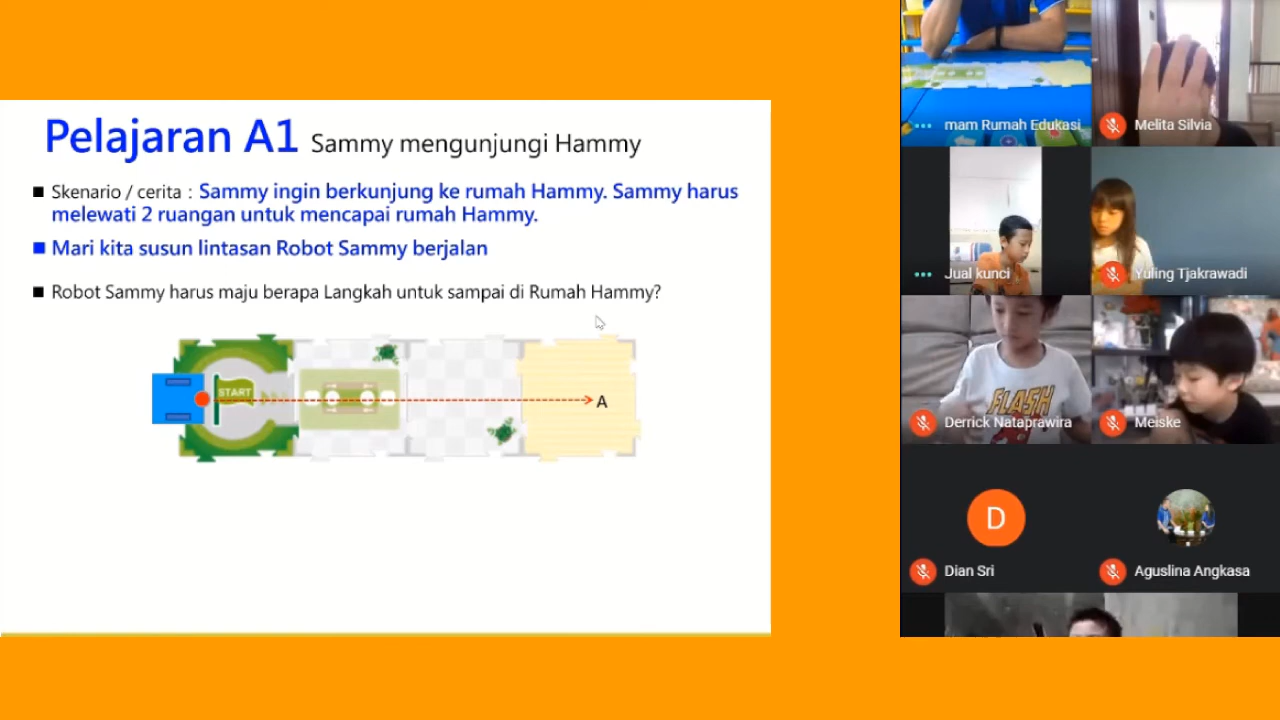 Pelajaran A1 Sammy mengunjungi Hammy
Skenario / cerita : Sammy ingin berkunjung ke rumah Hammy. Sammy harus
melewati 2 ruangan untuk mencapai rumah Hammy.
Mari kita susun lintasan Robot Sammy berjalan
Robot Sammy harus maju berapa Langkah untuk sampai di Rumah Hammy?
START
A
mam Rumah Edukasi
Melita Silvia
Jual kunci
Yuling Tjakrawadi
FLASH
Derrick Nataprawira
Meiske
D
Dian Sri
Aguslina Angkasa